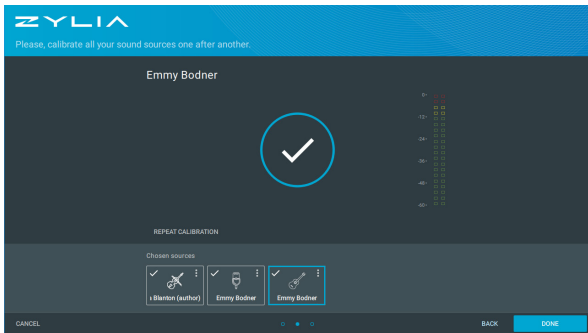 ZYLIA
Please, calibrate all your sound sources one after another.
Emmy Bodner
0-
-12-
-24-
-36-
-48-
-60-
REPEAT CALIBRATION
Chosen sources
Blanton (author)
Emmy Bodner
Emmy Bodner
CANCEL
BACK
DONE